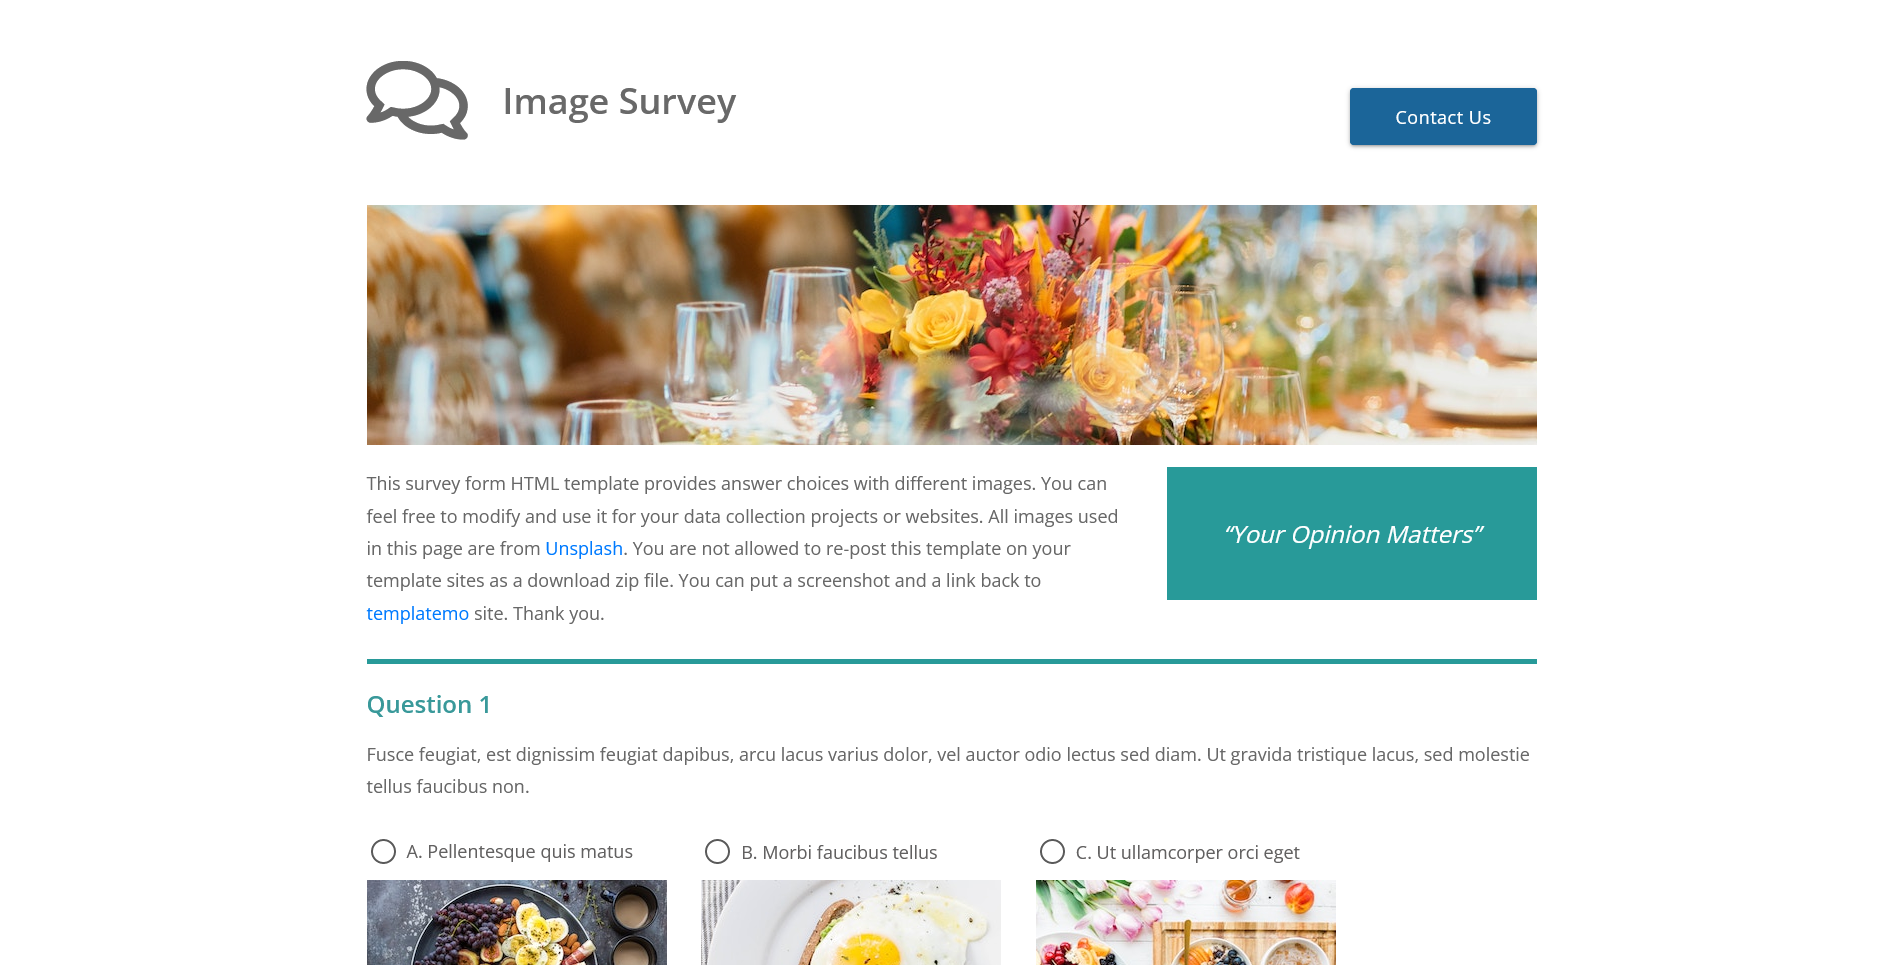 Image Survey
Contact Us
This survey form HTML template provides answer choices with different images. You can
feel free to modify and use it for your data collection projects or websites. All images used
in this page are from Unsplash. You are not allowed to re-post this template on your
template sites as a download zip file. You can put a screenshot and a link back to
templatemo site. Thank you.
“Your Opinion Matters”
Question 1
Fusce feugiat, est dignissim feugiat dapibus, arcu lacus varius dolor, vel auctor odio lectus sed diam. Ut gravida tristique lacus, sed molestie
tellus faucibus non.
A. Pellentesque quis matus
B. Morbi faucibus tellus
C. Ut ullamcorper orci eget